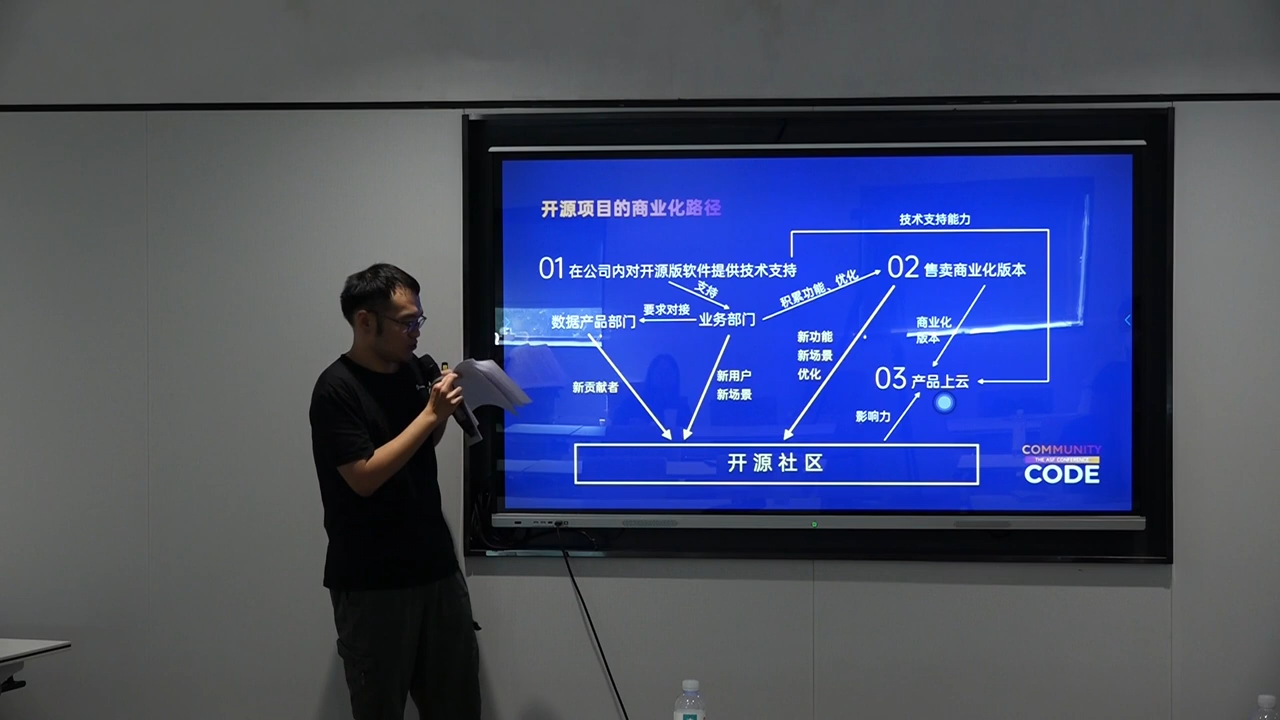 开源项目的商业化路径
技术支持能力
01 在公司内对开源版软件提供技术支持
02 售卖商业化版本
支持
积累功能、优化
要求对接
数据产品部门
业务部门
商业化
版本
新功能
新场景
优化
03 产品上云
新贡献者
新用户
新场景
影响力
开源社区
COMMUNITY
THE ASF CONFERENCE
CODE